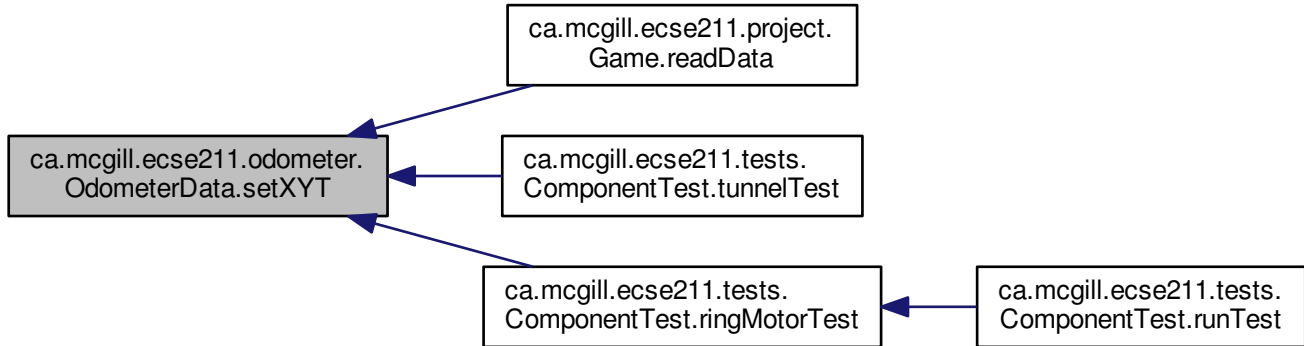 ca.mcgill.ecse211.project.
Game.readData
ca.mcgill.ecse211.odometer.
OdometerData.setXYT
ca.mcgill.ecse211.tests.
ComponentTest.tunnelTest
ca.mcgill.ecse211.tests.
ComponentTest.ringMotorTest
ca.mcgill.ecse211.tests.
ComponentTest.runTest